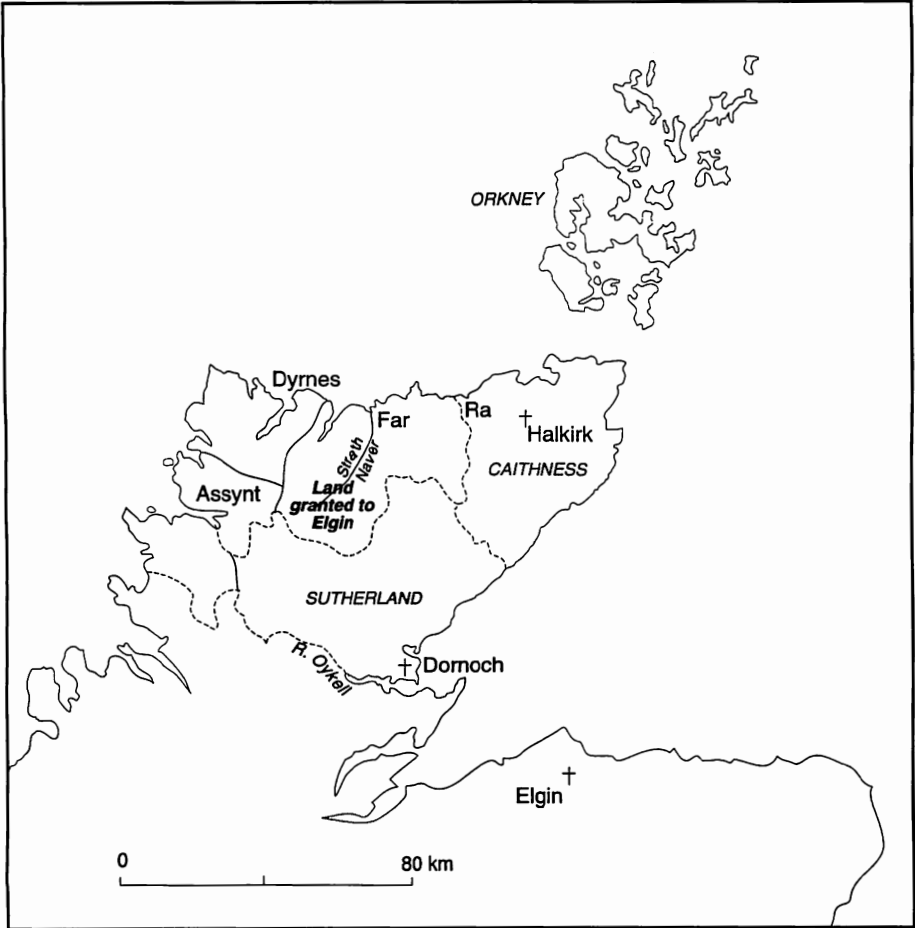 ORKNEY
Dyrnes
Far
Ra
Halkirk
CAITHNESS
Strath
Naver
Assynt
Land
granted to
Elgin
SUTHERLAND
R. Oykell
Dornoch
Elgin
0
80 km